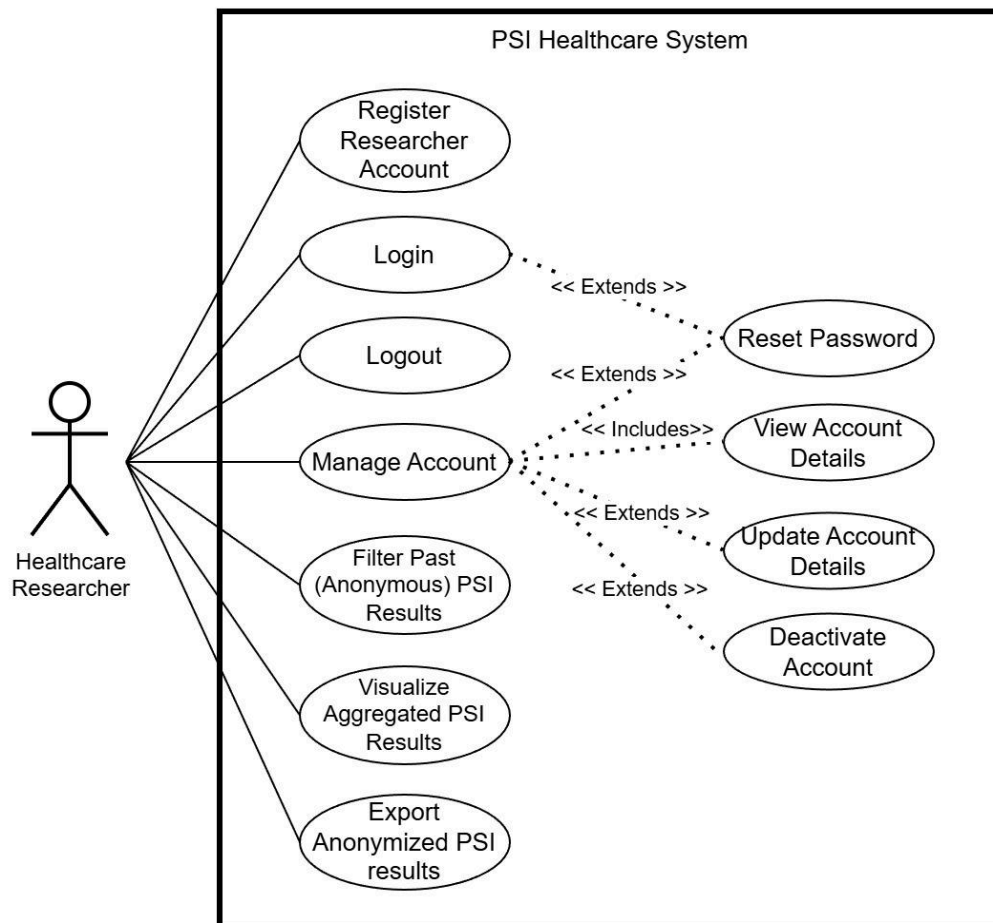 PSI Healthcare System
Register
Researcher
Account
Login
<< Extends >>
Reset Password
Logout
<< Extends >>
<< Includes>>
View Account
Details
Manage Account
<< Extends >>
Update Account
Details
Healthcare
Researcher
Filter Past
(Anonymous) PSI
Results
<< Extends >>
Deactivate
Account
Visualize
Aggregated PSI
Results
Export
Anonymized PSI
results